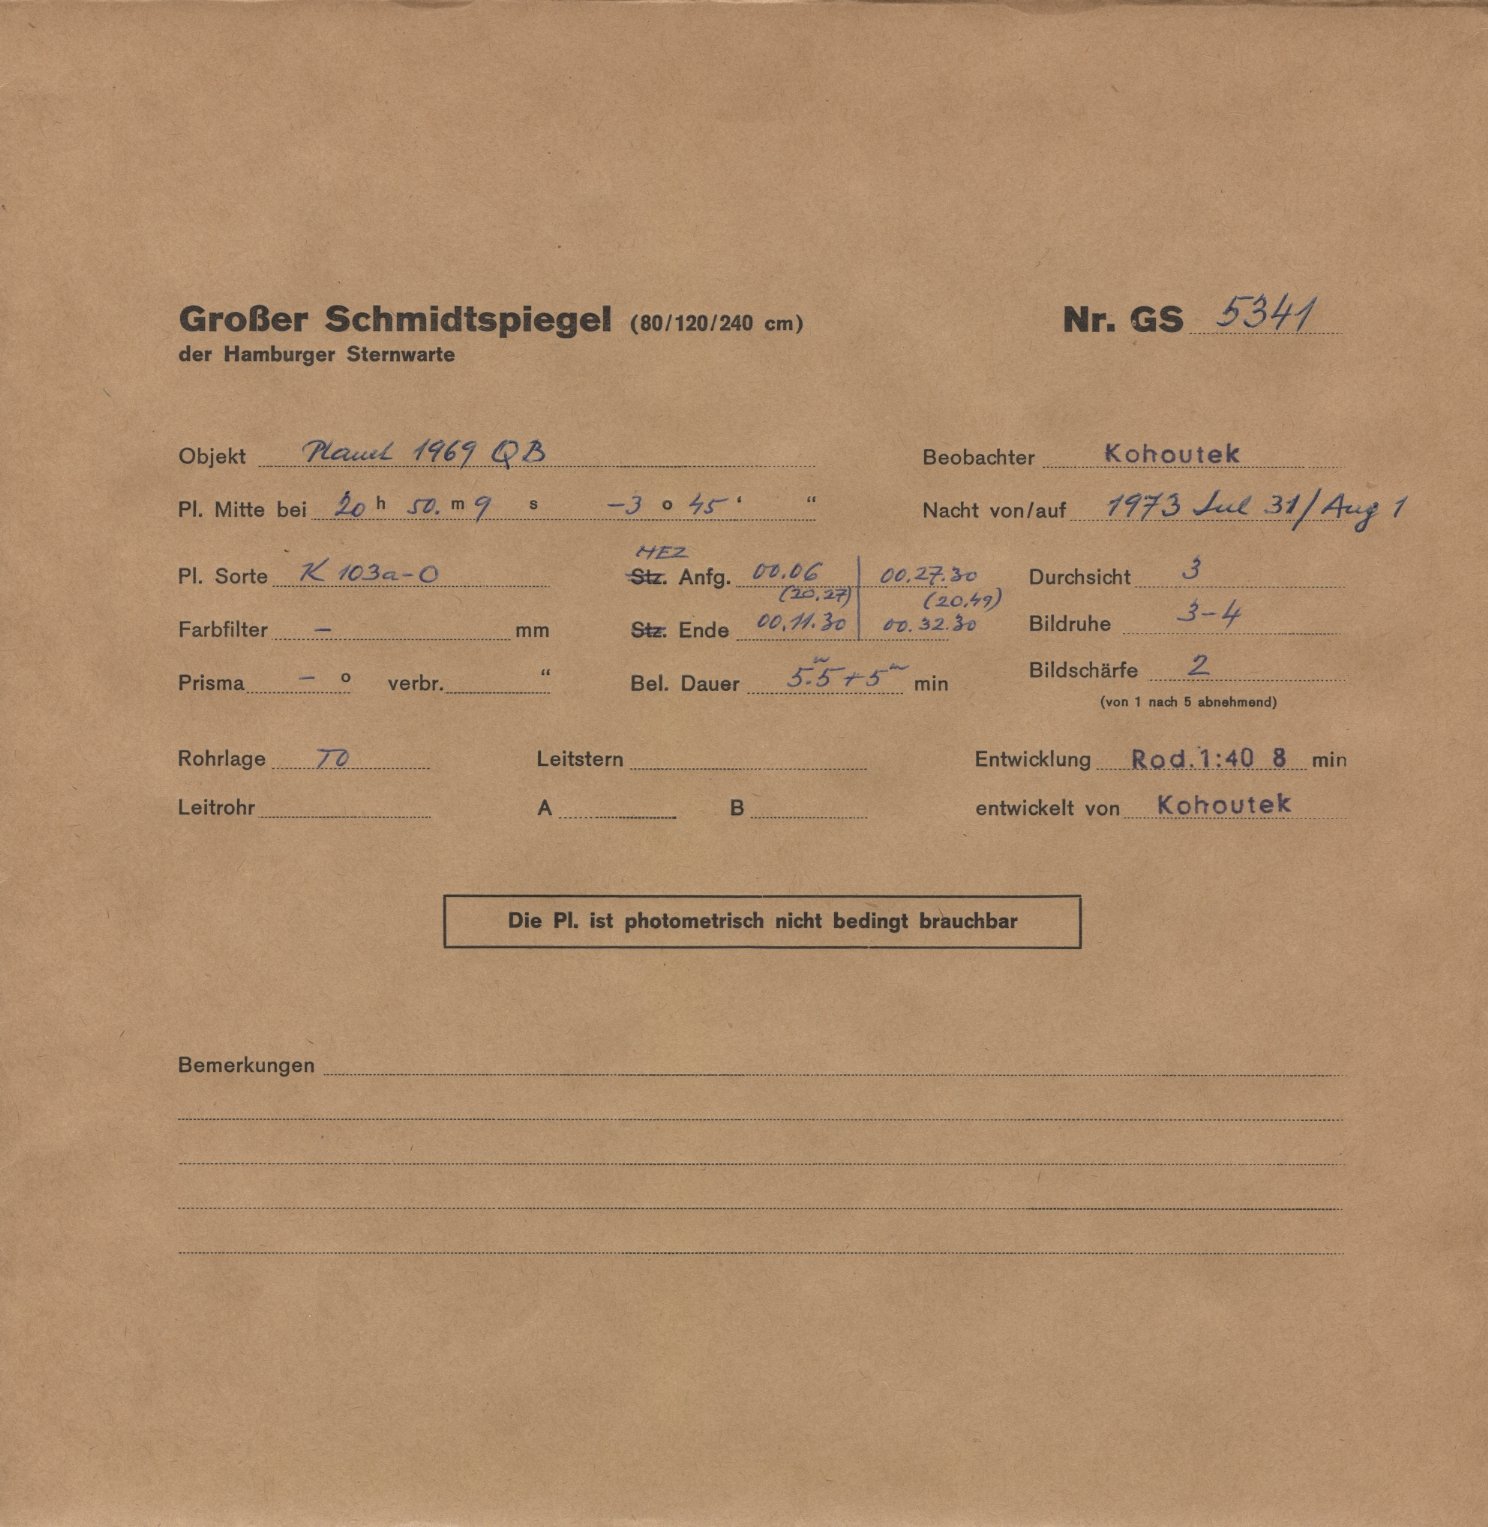 Großer Schmidtspiegel (80/120/240 cm) Nr. GS 5341
der Hamburger Sternwarte
Objekt Planet 1969 QB Beobachter Kohoutek
Pl. Mitte bei 20 h 50. m 9 s -3 o 45 ' " Nacht von/auf 1973 Jul 31/Aug 1
MEZ
Pl. Sorte K 103a-O Stz. Anfg. 00.06 00.27.30 Durchsicht 3
(20.27) (20.49)
Farbfilter – mm Stz. Ende 00.11.30 00.32.30 Bildruhe 3-4
Prisma – o verbr. " Bel. Dauer 5.5m + 5m min Bildschärfe 2
(von 1 nach 5 abnehmend)
Rohrlage TO Leitstern Entwicklung Rod. 1:40 8 min
Leitrohr A B entwickelt von Kohoutek
Die Pl. ist photometrisch nicht bedingt brauchbar
Bemerkungen